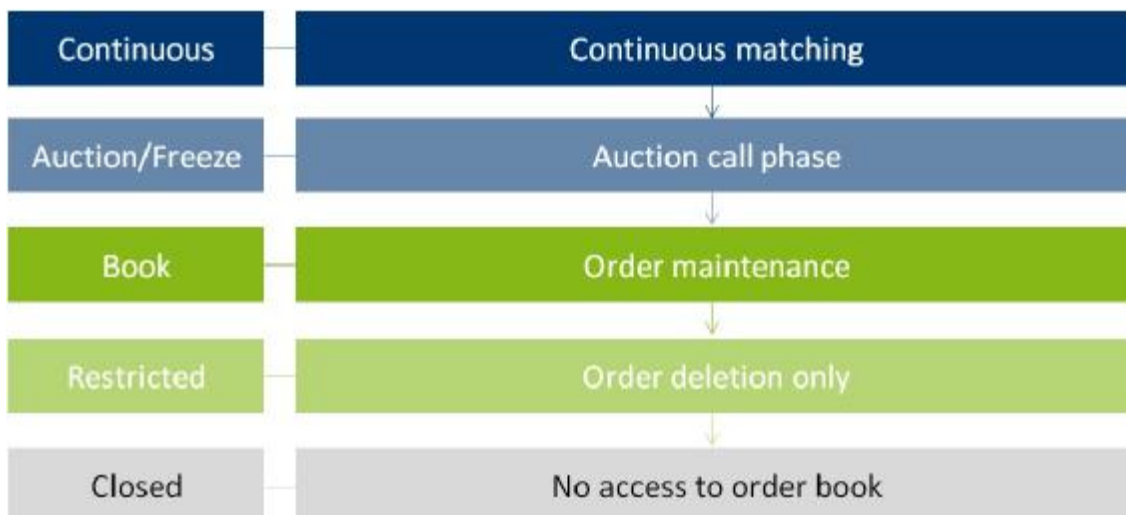 Continuous
Continuous matching
Auction/Freeze
Auction call phase
Book
Order maintenance
Restricted
Order deletion only
Closed
No access to order book